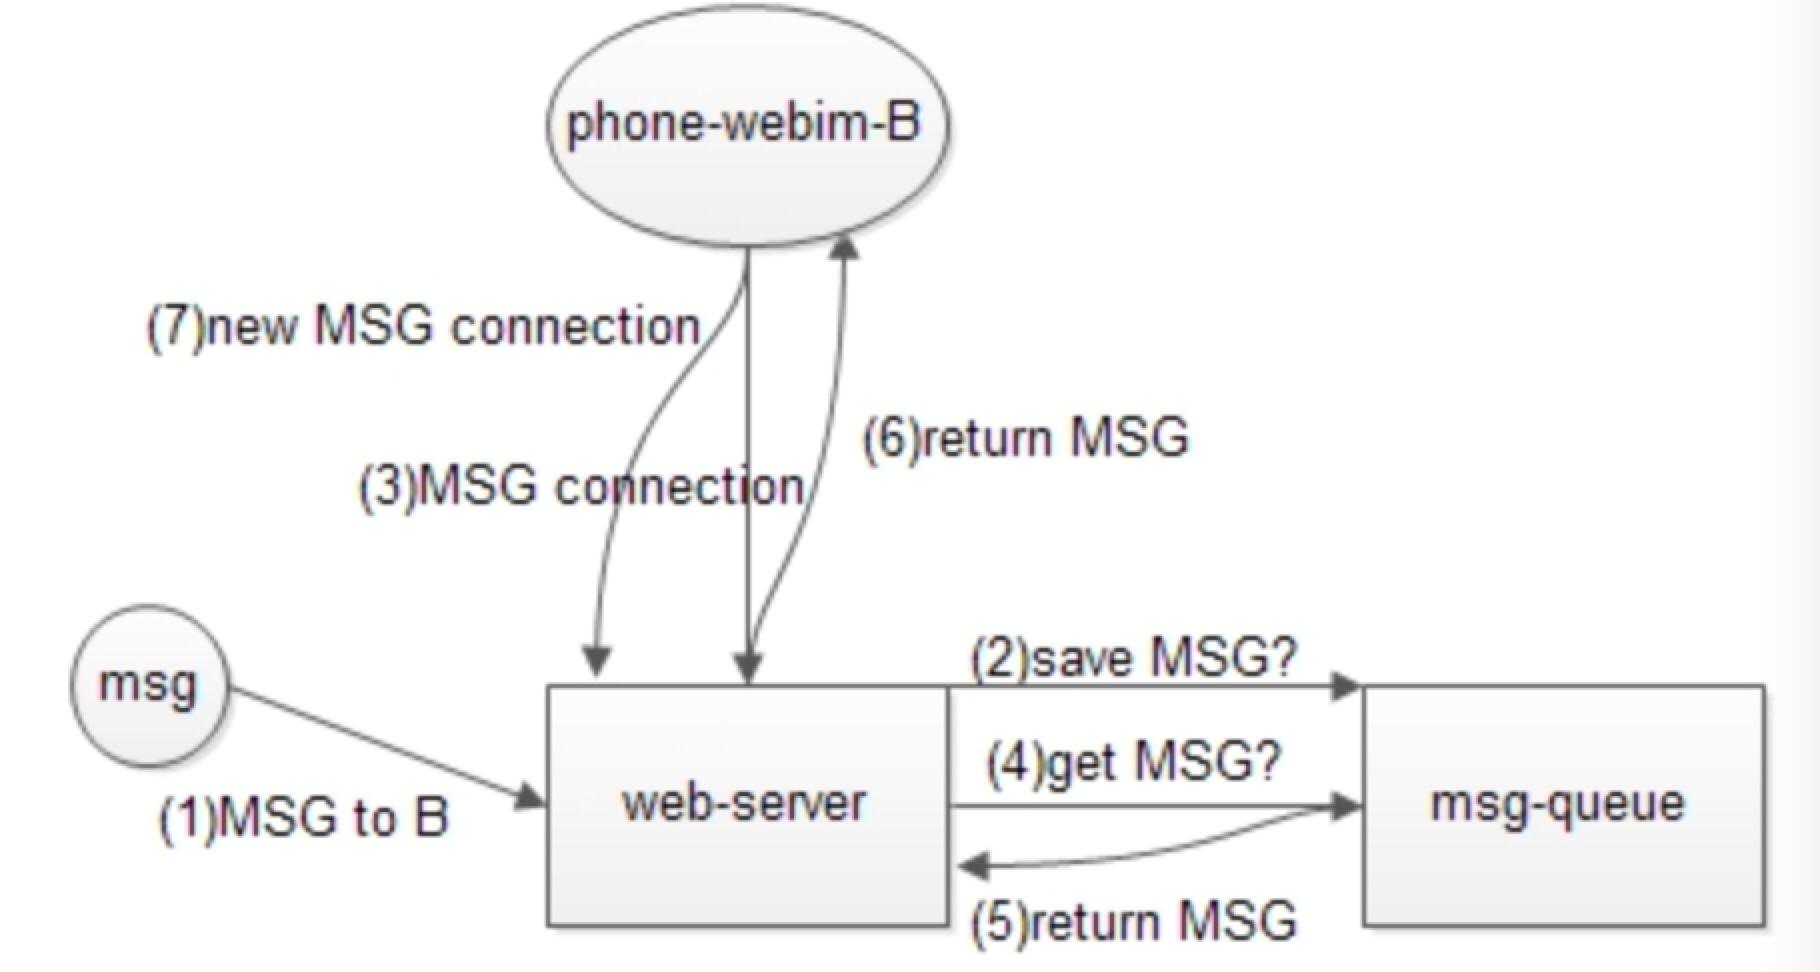 phone-webim-B
(7)new MSG connection
(6)return MSG
(3)MSG connection
(2)save MSG?
msg
(4)get MSG?
(1)MSG to B
web-server
msg-queue
(5)return MSG